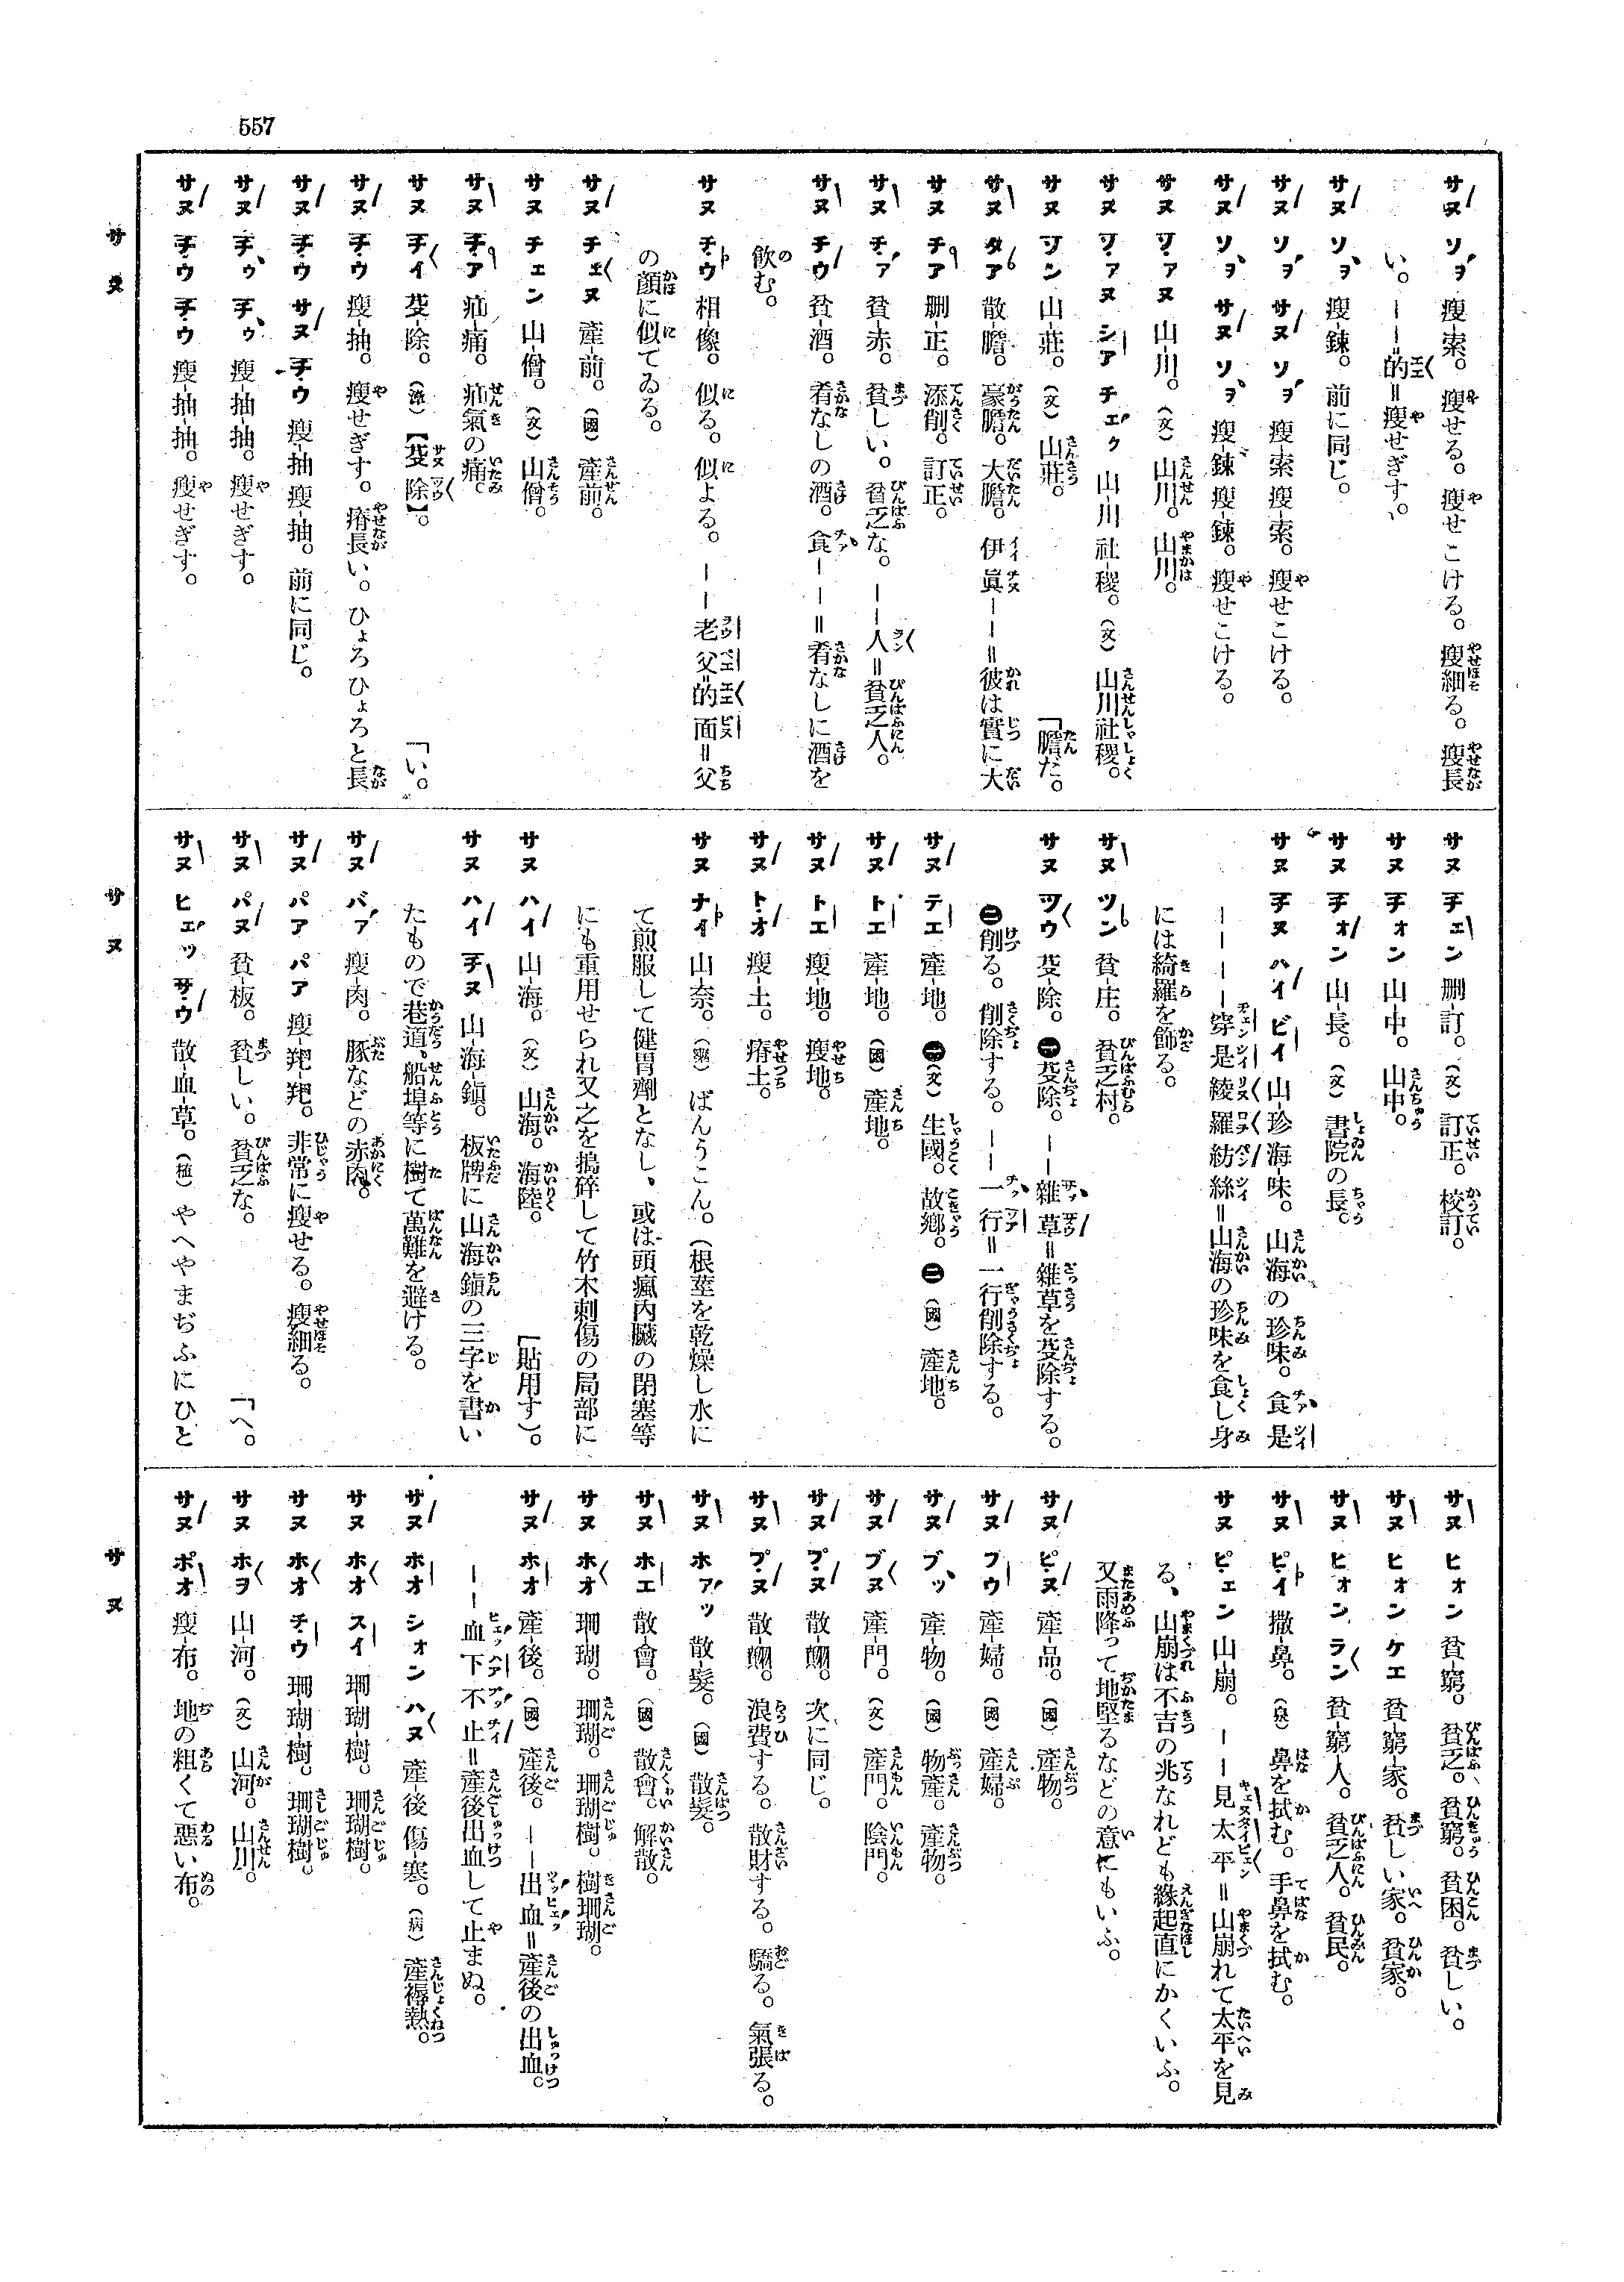 557
サヌ ソヲ 瘦-索。瘦せる。瘦せこける。瘦細る。瘦長
い。――的=瘦せぎす。
サヌ ソヲ 瘦-鍊。前に同じ。
サヌ ソヲ サヌ ソヲ 瘦-索 瘦-索。瘦せこける。
サヌ ソヲ サヌ ソヲ 瘦-鍊 瘦-鍊。瘦せこける。
サヌ ツァヌ 山川。(文)山川。山川。
サヌ ツァヌ シア チェク 山川 社-稷。(文)山川社稷。
サヌ ツン 山-莊。(文)山莊。 「膽だ。
サヌ タア 散-膽。豪膽。大膽。伊 眞――=彼は實に大
サヌ チア 刪-正。添削。訂正。
サヌ チァ 貧-赤。貧しい。貧乏な。――人=貧乏人。
サヌ チウ 貧-酒。肴なしの酒。食――=肴なしに酒を
飮む。
サヌ チウ 相-像。似る。似よる。――老父=的 面=父
の顏に似てゐる。
サヌ チェヌ 產-前。(國)產前。
サヌ チェン 山-僧。(文)山僧。
サヌ チア 疝-痛。疝氣の痛。
サヌ チイ 芟-除。(漳)【芟除】。 「い。
サヌ チウ 瘦-抽。瘦せぎす。瘠長い。ひょろひょろと長
サヌ チウ サヌ チウ 瘦-抽 瘦-抽。前に同じ。
サヌ チゥ チゥ 瘦-抽-抽。瘦せぎす。
サヌ チウ チウ 瘦-抽-抽。瘦せぎす。
サヌ チェン 刪-訂。(文)訂正。校訂。
サヌ チォン 山-中。山中。
サヌ チォン 山-長。(文)書院の長。
サヌ チヌ ハイ ビイ 山-珍 海-味。山海の珍味。食 是
――――穿 是 綾 羅 紡 絲=山海の珍味を食し身
には綺羅を飾る。
サヌ ツン 貧-庄。貧乏村。
サヌ ツウ 芟-除。㊀芟除。――雜 草=雜草を芟除する。
㊁削る。削除する。――一 行=一行削除する。
サヌ テエ 產-地。㊀(文)生國。故鄕。㊁(國)產地。
サヌ トエ 產-地。(國)產地。
サヌ トエ 瘦-地。瘦地。
サヌ トオ 瘦-土。瘠土。
サヌ ナイ 山-奈。(藥)ばんうこん。(根莖を乾燥し水に
て煎服して健胃劑となし、或は頭瘋內臟の閉塞等
にも重用せられ又之を搗碎して竹木刺傷の局部に
サヌ ハイ 山-海。(文)山海。海陸。 「貼用す)。
サヌ ハイ チヌ 山-海-鎭。板牌に山海鎭の三字を書い
たもので巷道、船埠等に樹て萬難を避ける。
サヌ バァ 瘦-肉。豚などの赤肉。
サヌ パア パア 瘦-羓-羓。非常に瘦せる。瘦細る。
サヌ パヌ 貧-板。貧しい。貧乏な。 「へ。
サヌ ヒェッ サウ 散-血-草。(植)やへやまぢふにひと
サヌ ヒォン 貧-窮。貧乏、貧窮。貧困。貧しい。
サヌ ヒォン ケエ 貧-窮-家。貧しい家。貧家。
サヌ ヒォン ラン 貧-窮-人。貧乏人。貧民。
サヌ ピイ 撒-鼻。(泉)鼻を拭む。手鼻を拭む。
サヌ ピェン 山-崩。――見 太 平=山崩れて太平を見
る、山崩は不吉の兆なれども緣起直にかくいふ。
又雨降って地堅るなどの意にもいふ。
サヌ ピヌ 產-品。(國)產物。
サヌ フウ 產-婦。(國)產婦。
サヌ ブッ 產-物。(國)物產。產物。
サヌ ブヌ 產-門。(文)產門。陰門。
サヌ プヌ 散-翸。次に同じ。
サヌ プヌ 散-翸。浪費する。散財する。驕る。氣張る。
サヌ ホァッ 散-髮。(國)散髮。
サヌ ホエ 散-會。(國)散會。解散。
サヌ ホオ 珊-瑚。珊瑚。珊瑚樹。樹珊瑚。
サヌ ホオ 產-後。(國)產後。――出 血=產後の出血。
――血 下 不 止=產後出血して止まぬ。
サヌ ホオ シォン ハヌ 產-後 傷-寒。(病)產褥熱。
サヌ ホオ スイ 珊-瑚-樹。珊瑚樹。
サヌ ホオ チウ 珊-瑚-樹。珊瑚樹。
サヌ ホヲ 山-河。(文)山河。山川。
サヌ ポオ 瘦-布。地の粗くて惡い布。
サ ヌ
サ ヌ
サ ヌ